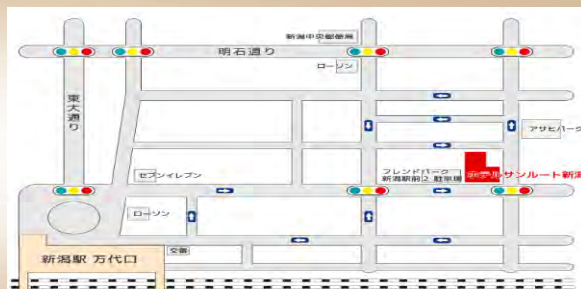 新潟中央郵便局
明石通り
ローソン
東大通り
アサヒパーク
セブンイレブン
フレンドパーク
新潟駅前2 駐車場
ホテルサンルート新潟
ローソン
交番
新潟駅 万代口